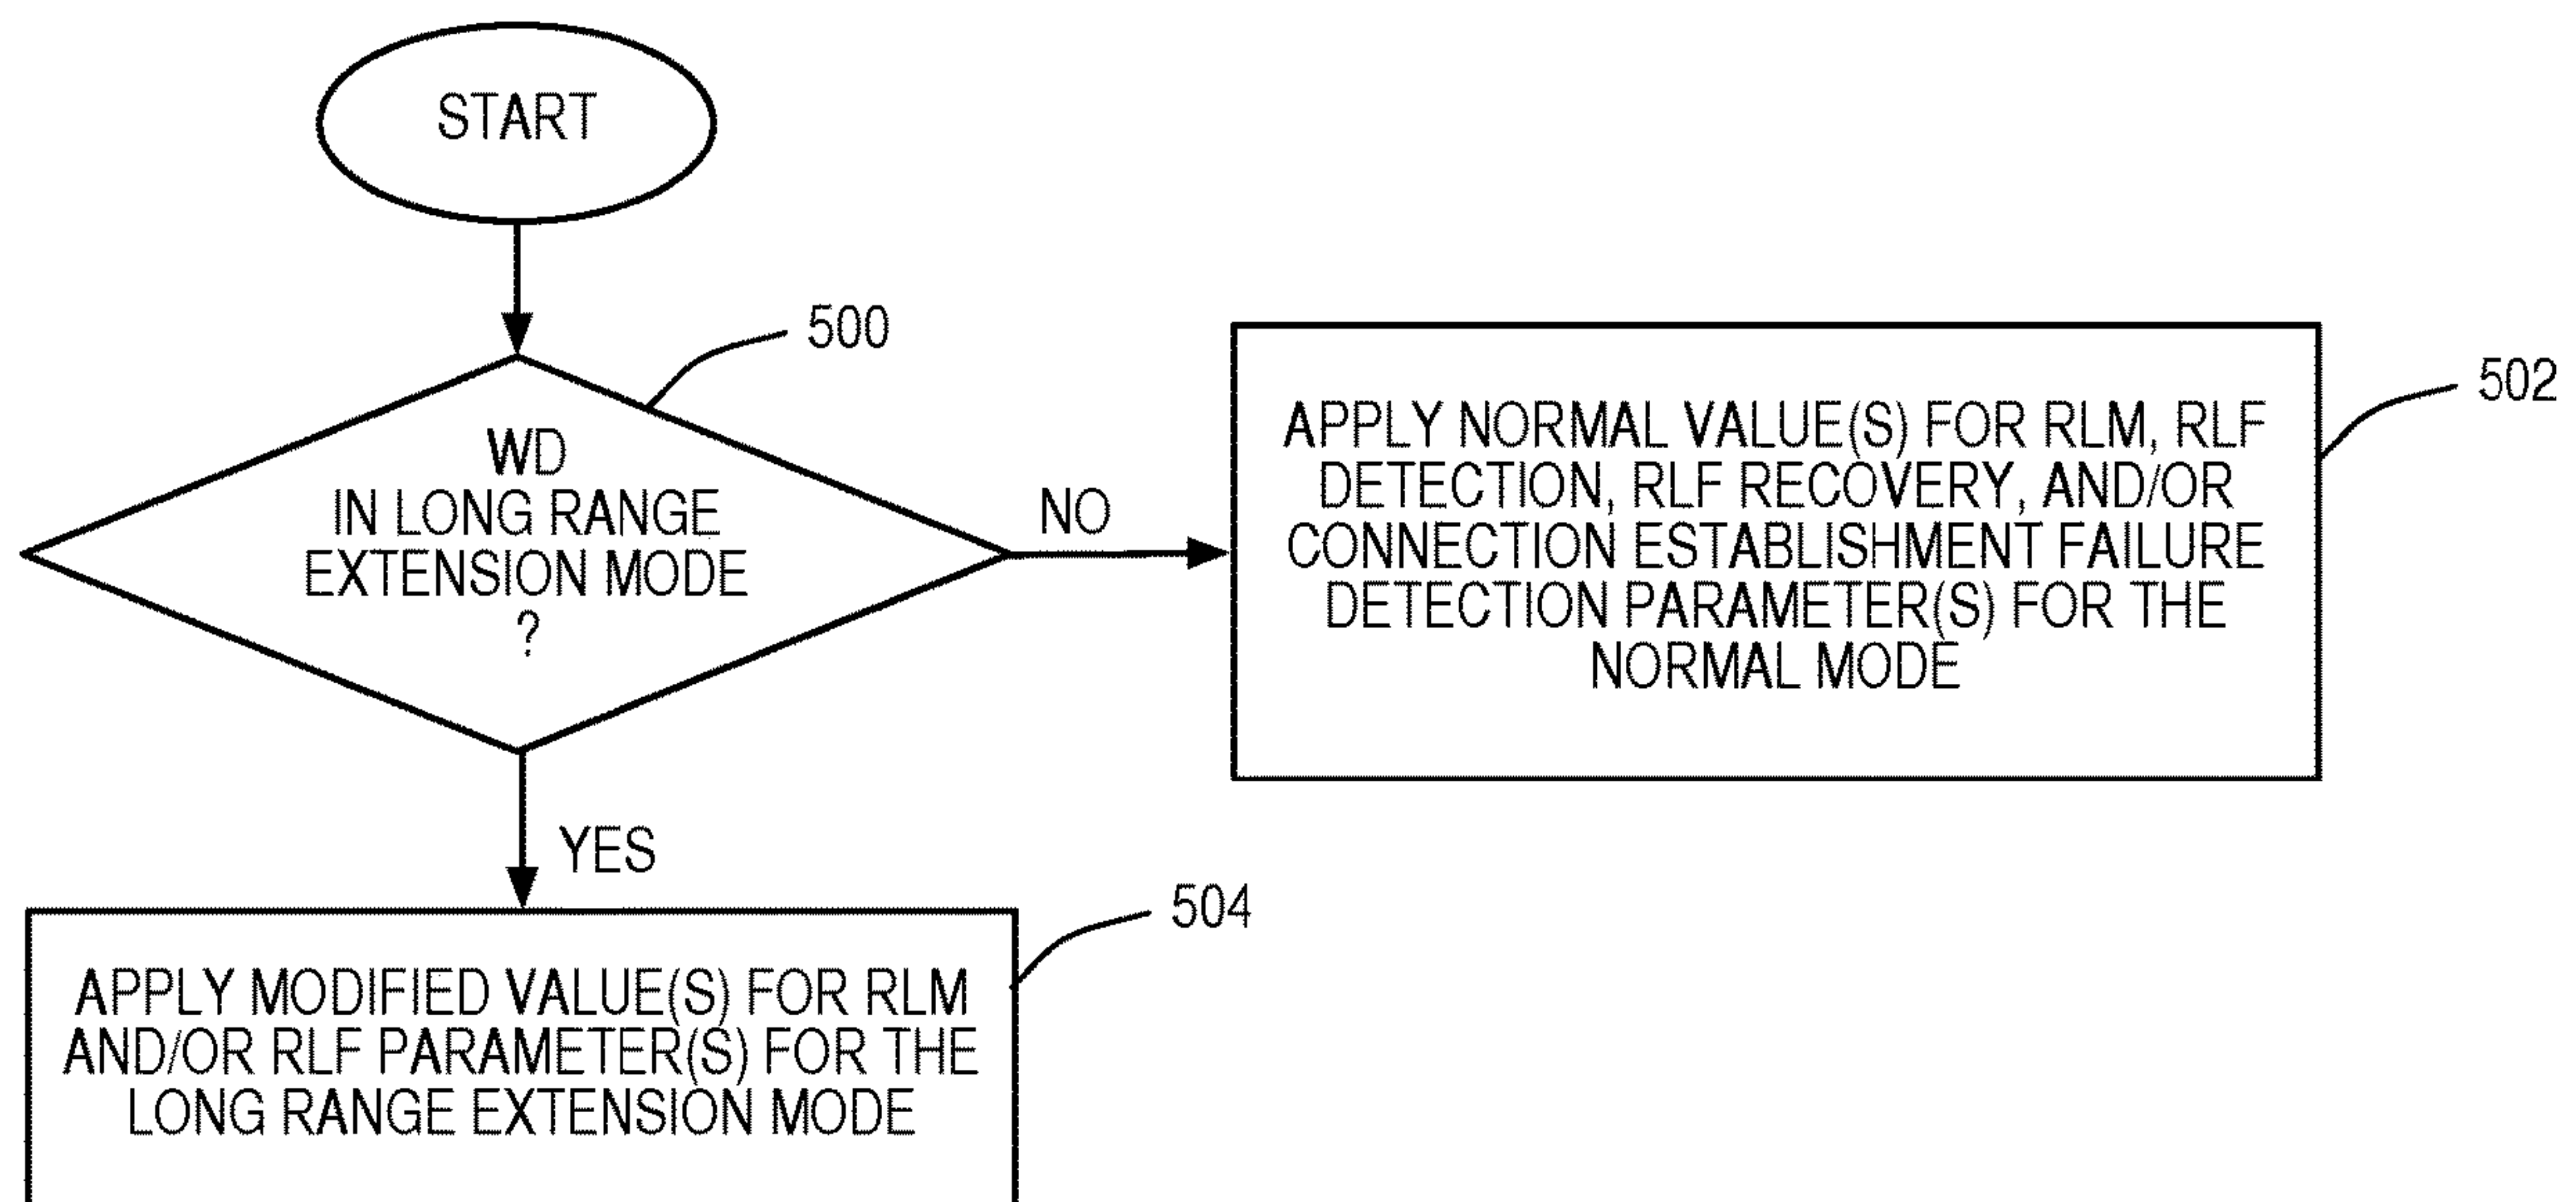 START
500
WD
IN LONG RANGE
EXTENSION MODE
?
NO
502
APPLY NORMAL VALUE(S) FOR RLM, RLF
DETECTION, RLF RECOVERY, AND/OR
CONNECTION ESTABLISHMENT FAILURE
DETECTION PARAMETER(S) FOR THE
NORMAL MODE
YES
504
APPLY MODIFIED VALUE(S) FOR RLM
AND/OR RLF PARAMETER(S) FOR THE
LONG RANGE EXTENSION MODE